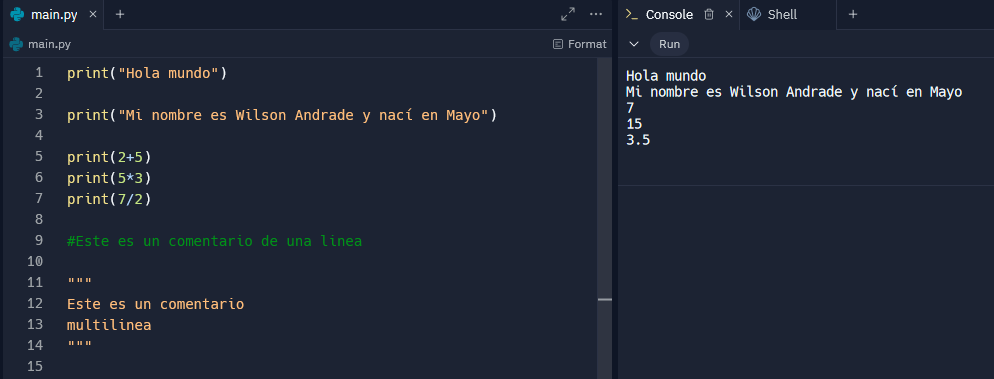 main.py × +
main.py
Format
1 print("Hola mundo")
2
3 print("Mi nombre es Wilson Andrade y nací en Mayo")
4
5 print(2+5)
6 print(5*3)
7 print(7/2)
8
9 #Este es un comentario de una linea
10
11 """
12 Este es un comentario
13 multilinea
14 """
15
Console × Shell +
Run
Hola mundo
Mi nombre es Wilson Andrade y nací en Mayo
7
15
3.5